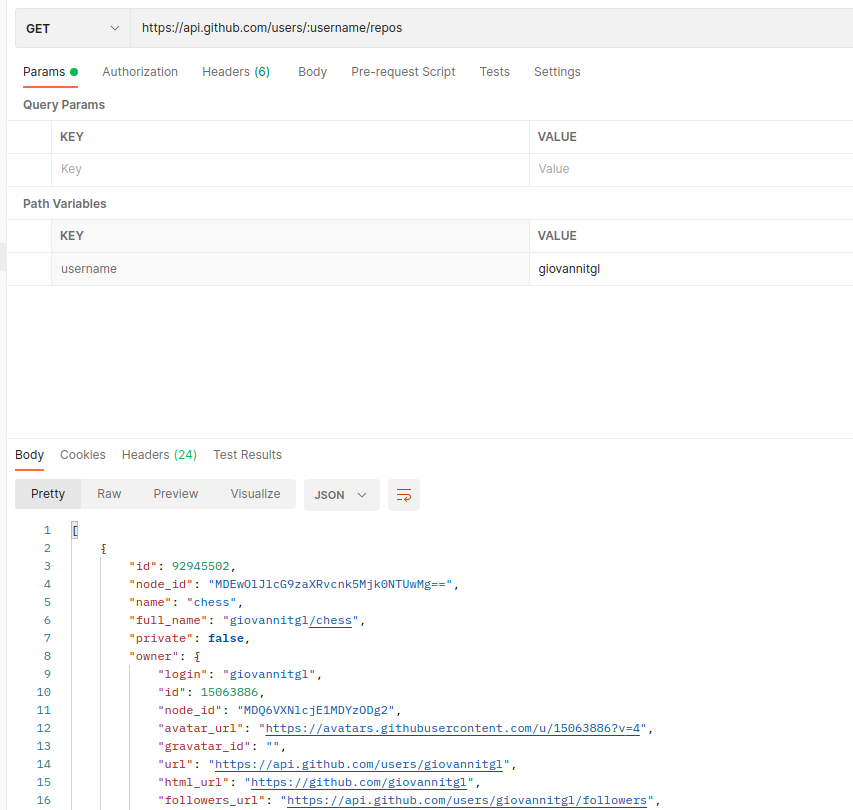 GET https://api.github.com/users/:username/repos
Params Authorization Headers (6) Body Pre-request Script Tests Settings
Query Params
KEY VALUE
Key Value
Path Variables
KEY VALUE
username giovannitgl
Body Cookies Headers (24) Test Results
Pretty Raw Preview Visualize JSON
1 [
2 {
3 "id": 92945502,
4 "node_id": "MDEwOlJlcG9zaXRvcnk5Mjk0NTUwMg==",
5 "name": "chess",
6 "full_name": "giovannitgl/chess",
7 "private": false,
8 "owner": {
9 "login": "giovannitgl",
10 "id": 15063886,
11 "node_id": "MDQ6VXNlcjE1MDYzODg2",
12 "avatar_url": "https://avatars.githubusercontent.com/u/15063886?v=4",
13 "gravatar_id": "",
14 "url": "https://api.github.com/users/giovannitgl",
15 "html_url": "https://github.com/giovannitgl",
16 "followers_url": "https://api.github.com/users/giovannitgl/followers",